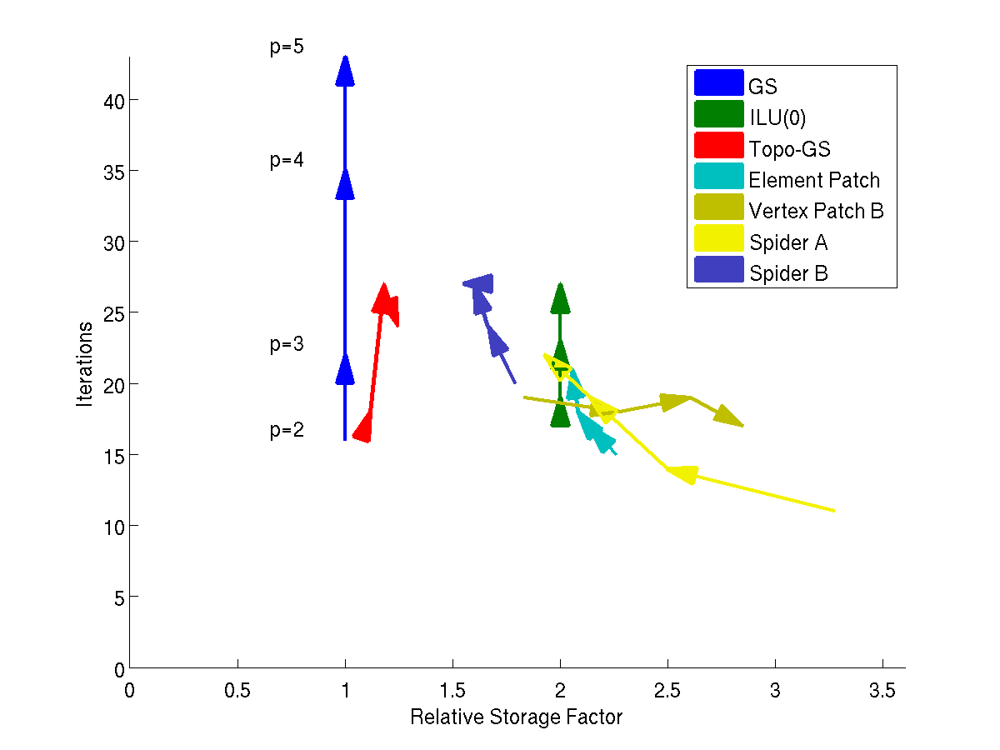 p=5
p=4
p=3
p=2
40
35
30
25
20
15
10
5
0
Iterations
0 0.5 1 1.5 2 2.5 3 3.5
Relative Storage Factor
GS
ILU(0)
Topo-GS
Element Patch
Vertex Patch B
Spider A
Spider B